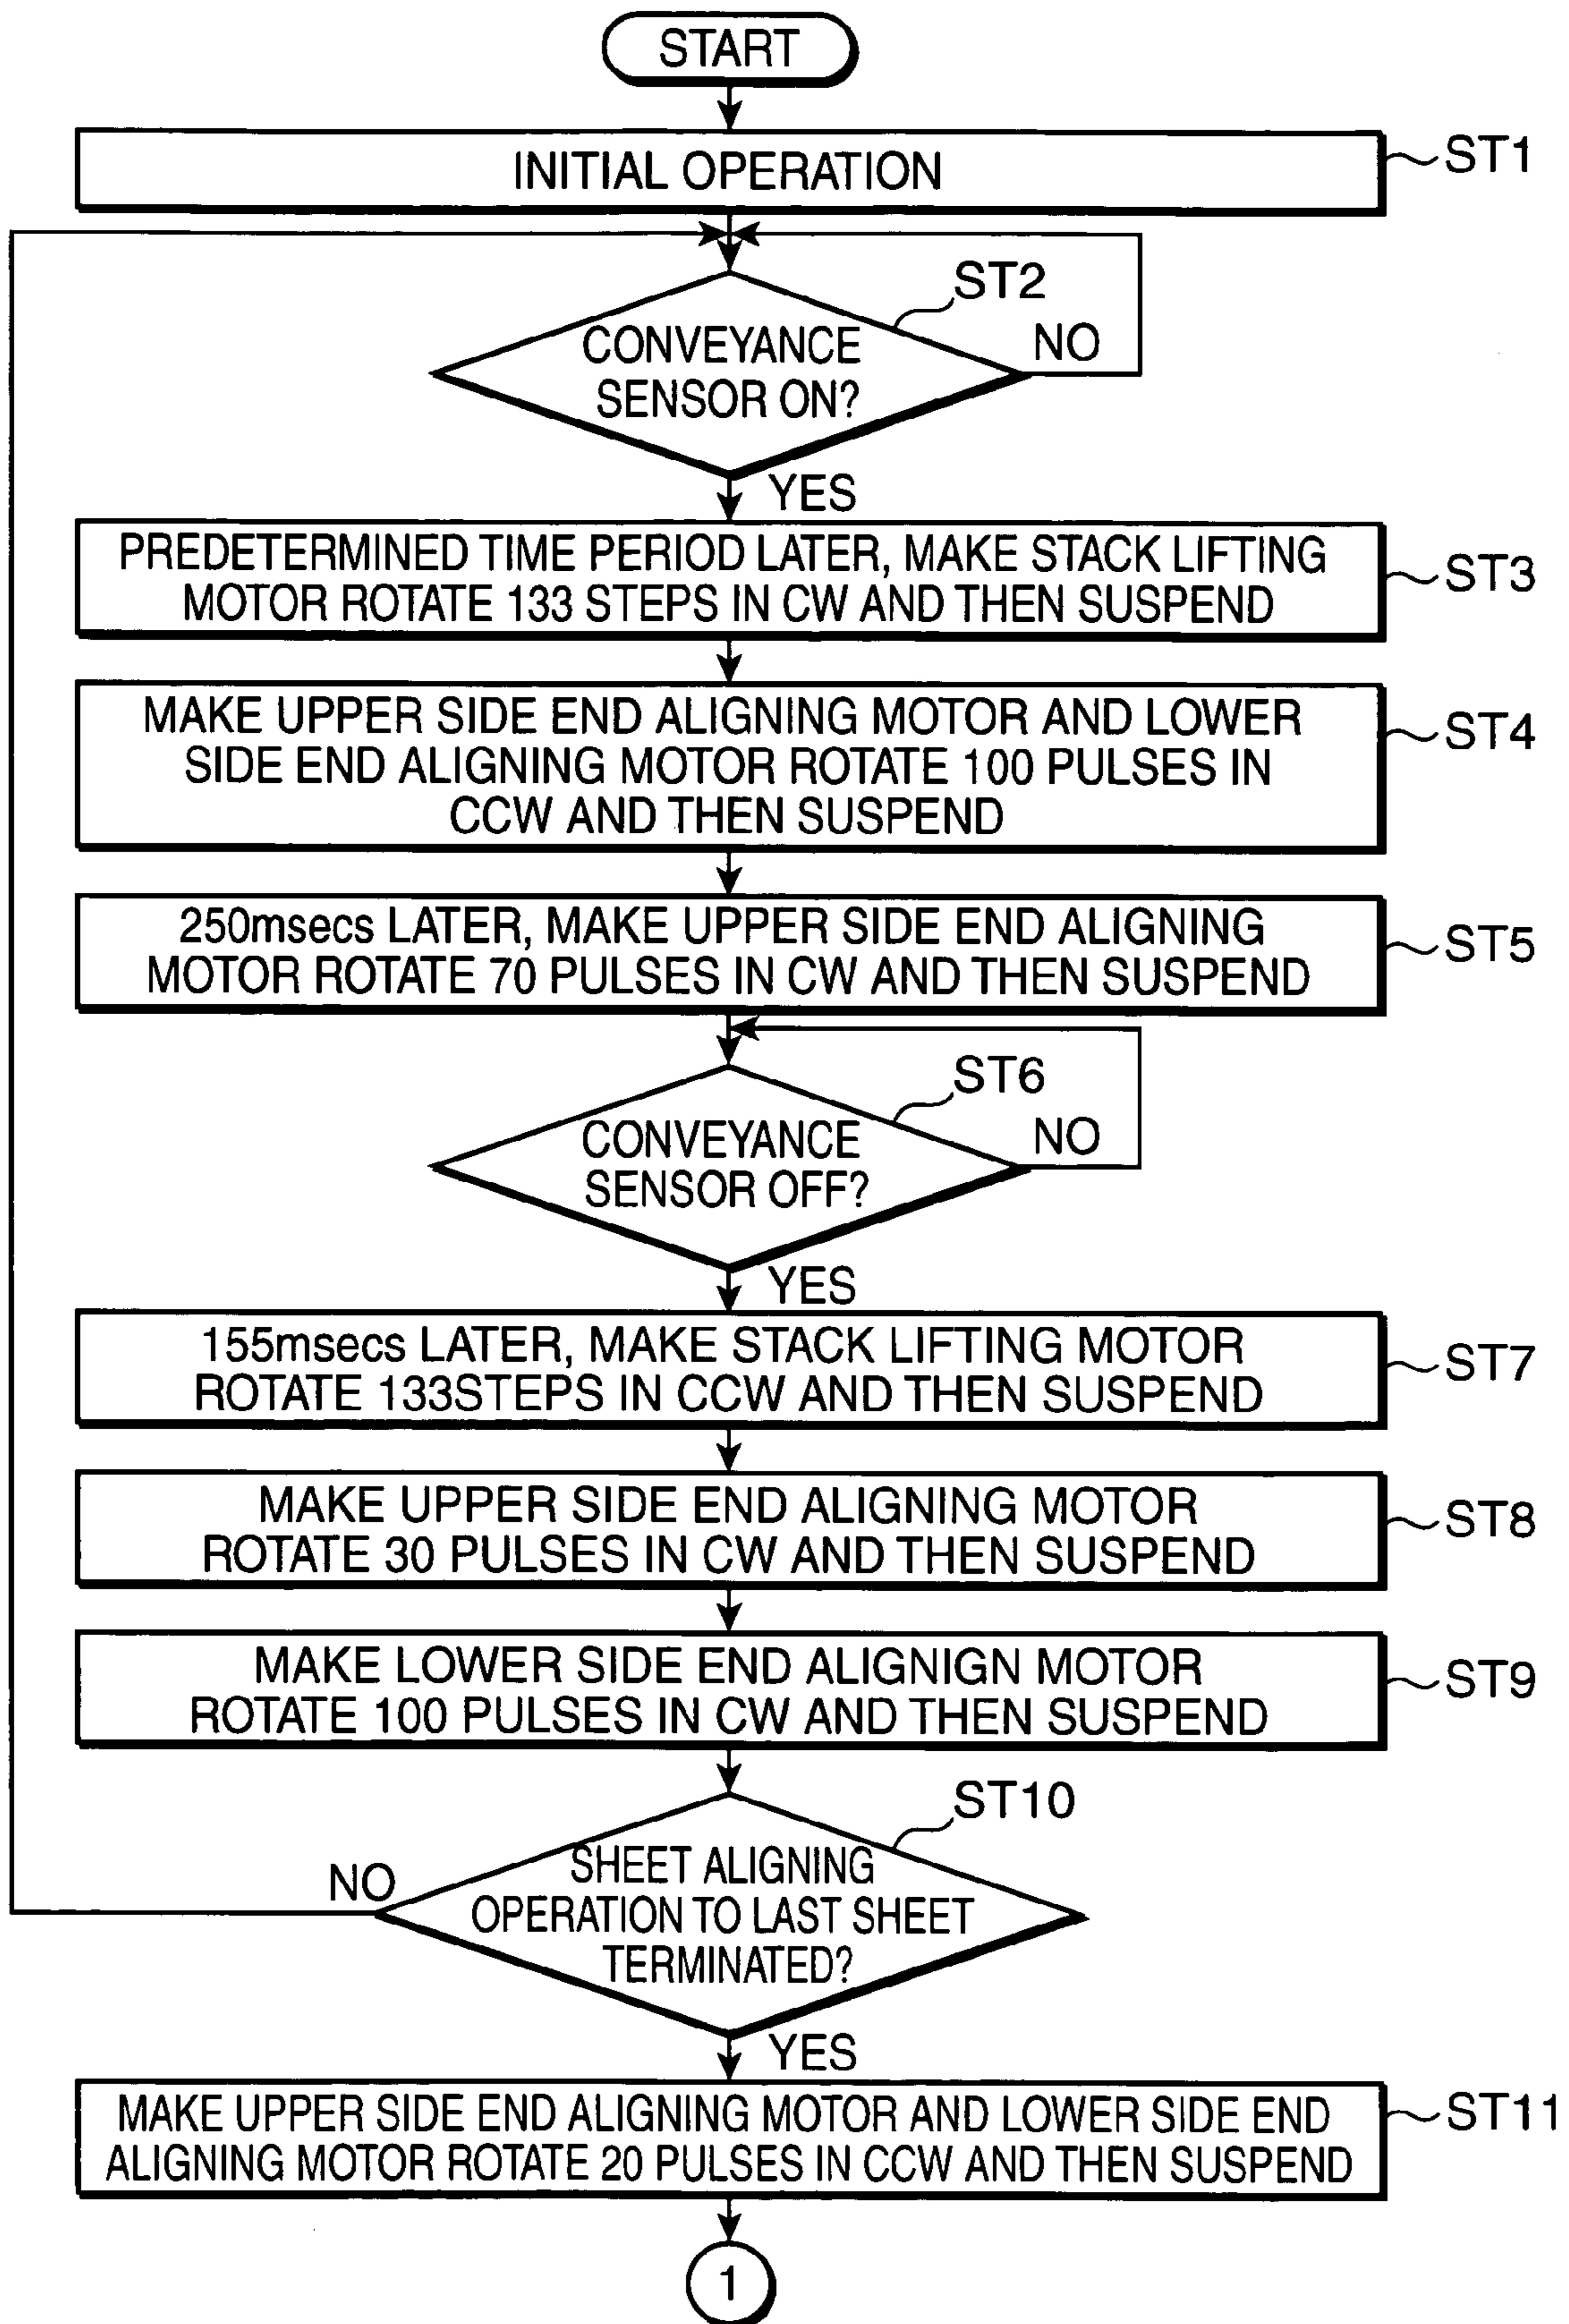 START
INITIAL OPERATION
ST1
ST2
CONVEYANCE
SENSOR ON?
NO
YES
PREDETERMINED TIME PERIOD LATER, MAKE STACK LIFTING
MOTOR ROTATE 133 STEPS IN CW AND THEN SUSPEND
ST3
MAKE UPPER SIDE END ALIGNING MOTOR AND LOWER
SIDE END ALIGNING MOTOR ROTATE 100 PULSES IN
CCW AND THEN SUSPEND
ST4
250msecs LATER, MAKE UPPER SIDE END ALIGNING
MOTOR ROTATE 70 PULSES IN CW AND THEN SUSPEND
ST5
ST6
CONVEYANCE
SENSOR OFF?
NO
YES
155msecs LATER, MAKE STACK LIFTING MOTOR
ROTATE 133STEPS IN CCW AND THEN SUSPEND
ST7
MAKE UPPER SIDE END ALIGNING MOTOR
ROTATE 30 PULSES IN CW AND THEN SUSPEND
ST8
MAKE LOWER SIDE END ALIGNIGN MOTOR
ROTATE 100 PULSES IN CW AND THEN SUSPEND
ST9
ST10
NO
SHEET ALIGNING
OPERATION TO LAST SHEET
TERMINATED?
YES
MAKE UPPER SIDE END ALIGNING MOTOR AND LOWER SIDE END
ALIGNING MOTOR ROTATE 20 PULSES IN CCW AND THEN SUSPEND
ST11
1